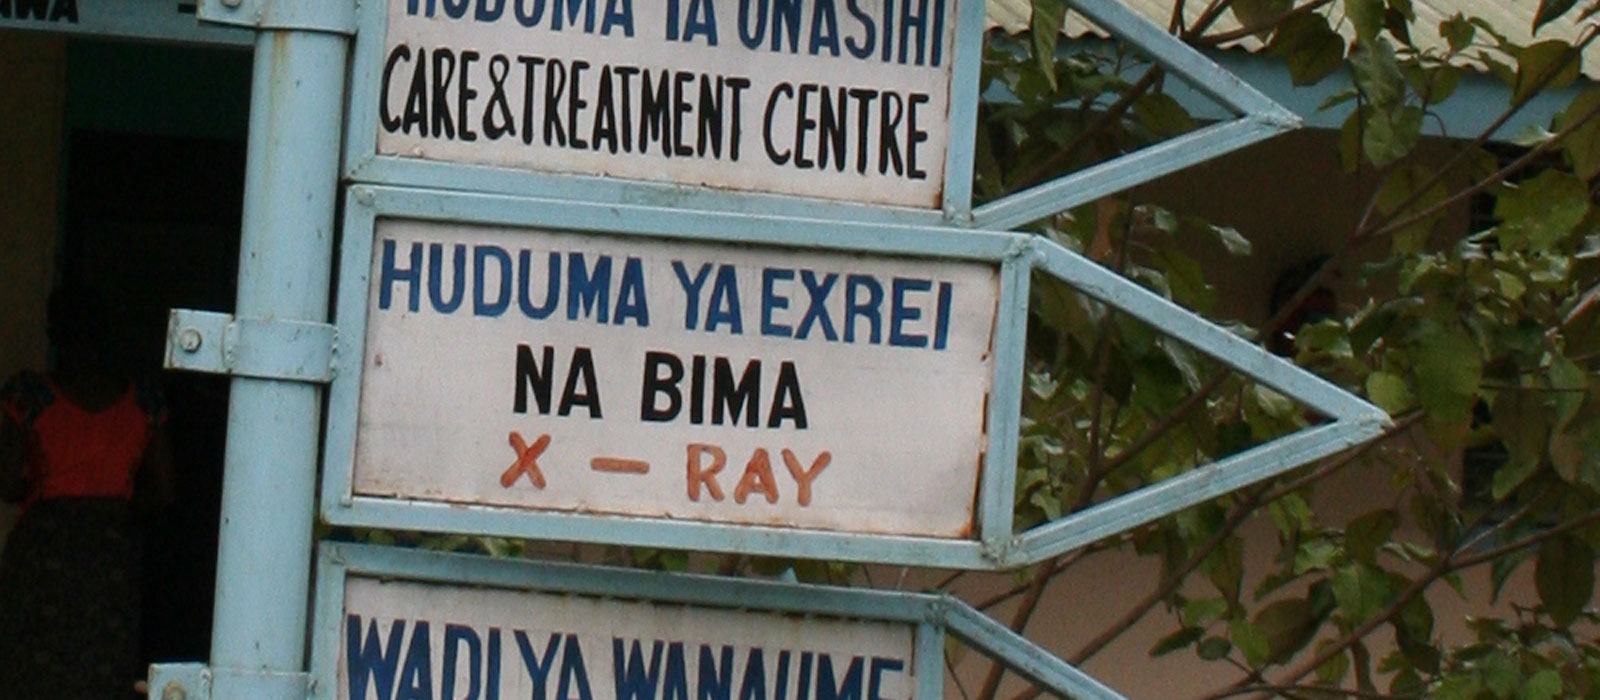 HUDUMA YA UNASIHI
CARE & TREATMENT CENTRE
HUDUMA YA EXREI
NA BIMA
X - RAY
WADI YA WANAUME